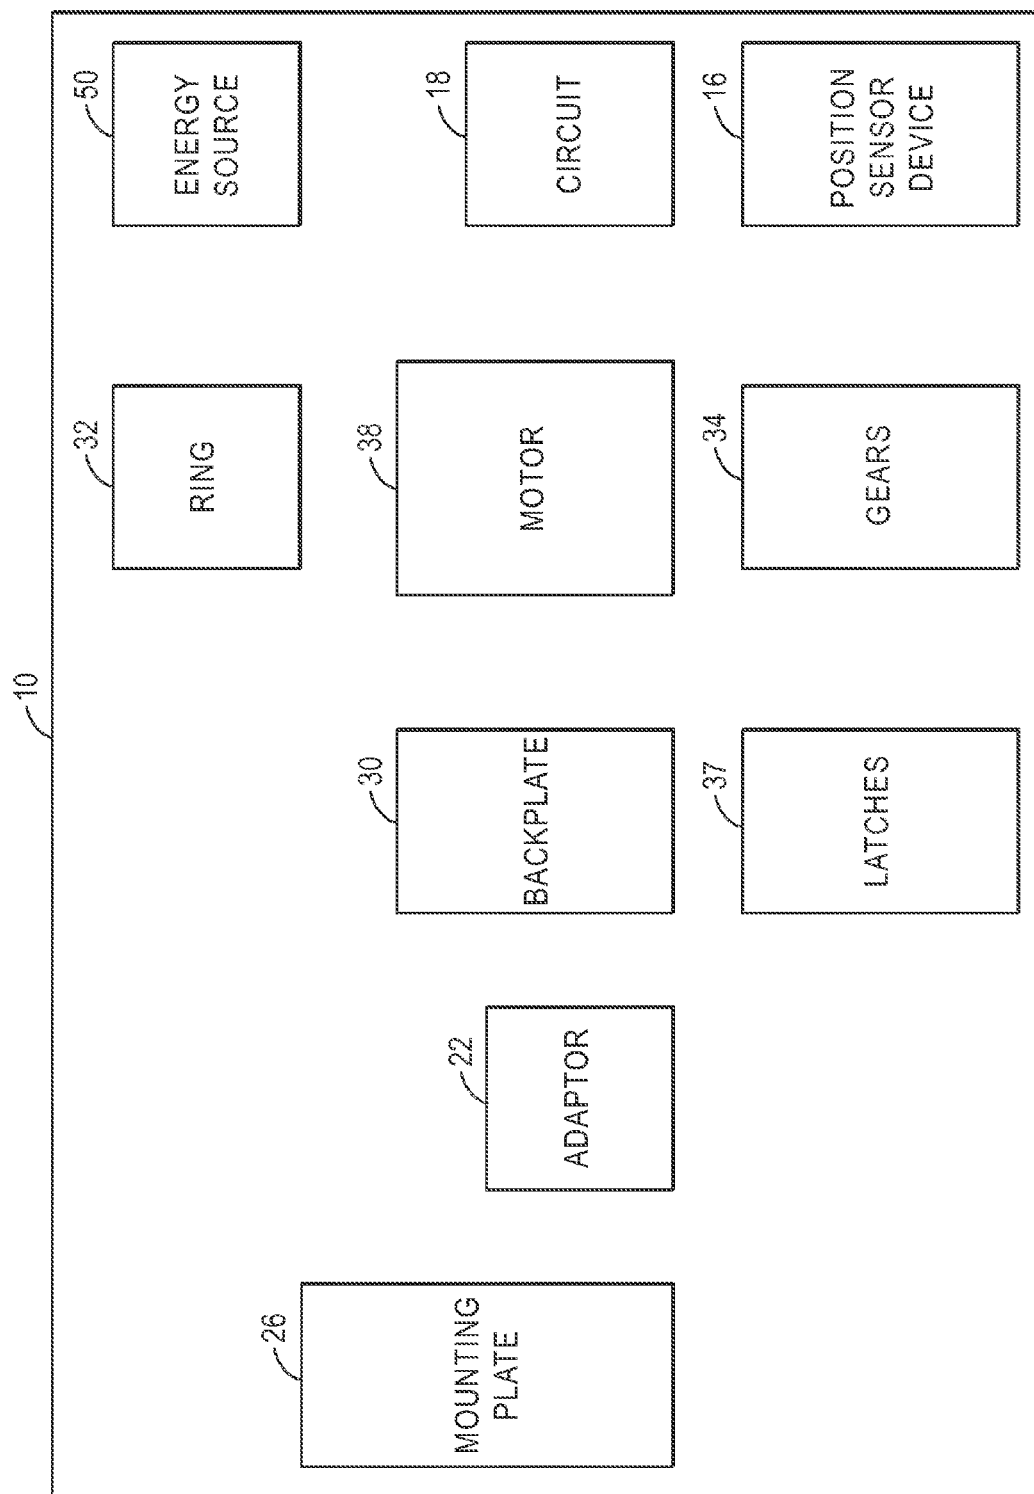 10
26
MOUNTING
PLATE
22
ADAPTOR
30
BACKPLATE
37
LATCHES
32
RING
38
MOTOR
34
GEARS
50
ENERGY
SOURCE
18
CIRCUIT
16
POSITION
SENSOR
DEVICE